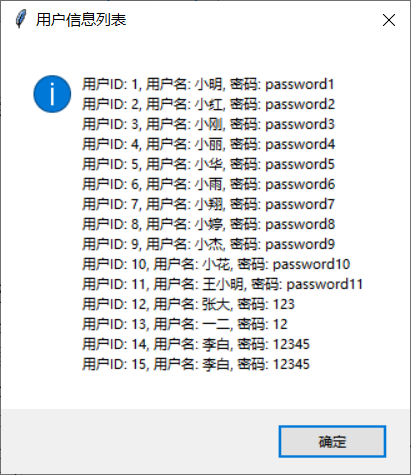 用户信息列表
用户ID: 1, 用户名: 小明, 密码: password1
用户ID: 2, 用户名: 小红, 密码: password2
用户ID: 3, 用户名: 小刚, 密码: password3
用户ID: 4, 用户名: 小丽, 密码: password4
用户ID: 5, 用户名: 小华, 密码: password5
用户ID: 6, 用户名: 小雨, 密码: password6
用户ID: 7, 用户名: 小翔, 密码: password7
用户ID: 8, 用户名: 小婷, 密码: password8
用户ID: 9, 用户名: 小杰, 密码: password9
用户ID: 10, 用户名: 小花, 密码: password10
用户ID: 11, 用户名: 王小明, 密码: password11
用户ID: 12, 用户名: 张大, 密码: 123
用户ID: 13, 用户名: 一二, 密码: 12
用户ID: 14, 用户名: 李白, 密码: 12345
用户ID: 15, 用户名: 李白, 密码: 12345
确定